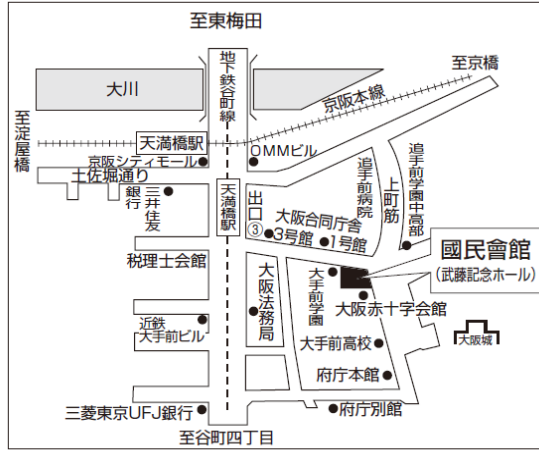 至東梅田
地下鉄谷町線
至京橋
大川
京阪本線
至淀屋橋
天満橋駅
OMMビル
京阪シティモール
土佐堀通り
三井住友
銀行
天満橋駅
出口
③
大阪合同庁舎
3号館
1号館
追手前病院
上町筋
追手前学園中高部
税理士会館
國民會館
(武藤記念ホール)
大手前学園
大阪赤十字会館
大阪法務局
近鉄
大手前ビル
大手前高校
大阪城
府庁本館
三菱東京UFJ銀行
府庁別館
至谷町四丁目